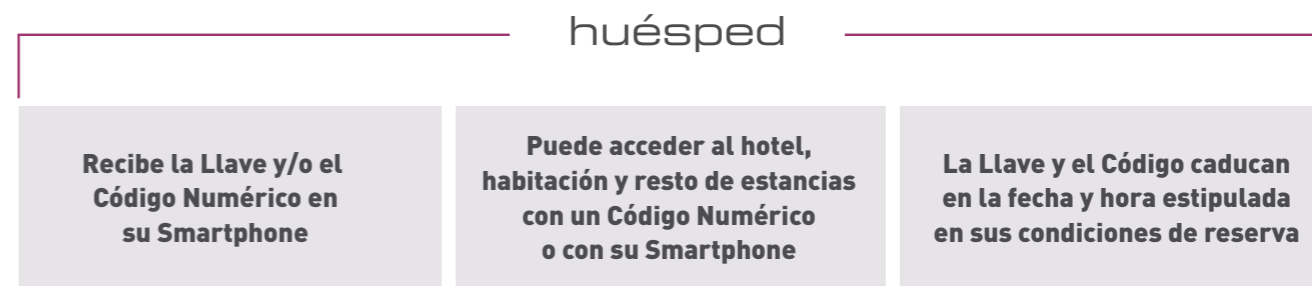 huésped
Recibe la Llave y/o el
Código Numérico en
su Smartphone
Puede acceder al hotel,
habitación y resto de estancias
con un Código Numérico
o con su Smartphone
La Llave y el Código caducan
en la fecha y hora estipulada
en sus condiciones de reserva